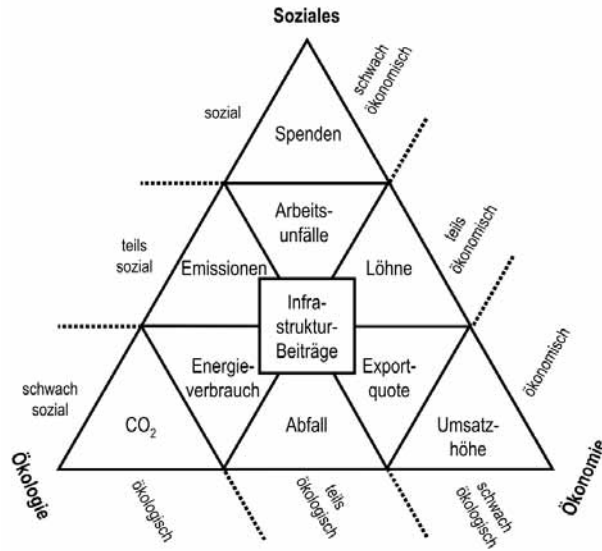 Soziales
schwach
ökonomisch
sozial
Spenden
Arbeits-
unfälle
teils
ökonomisch
teils
sozial
Emissionen
Löhne
Infra-
struktur-
Beiträge
ökonomisch
schwach
sozial
Energie-
verbrauch
Export-
quote
CO₂
Abfall
Umsatz-
höhe
Ökologie
Ökonomie
ökologisch
teils
ökologisch
schwach
ökologisch